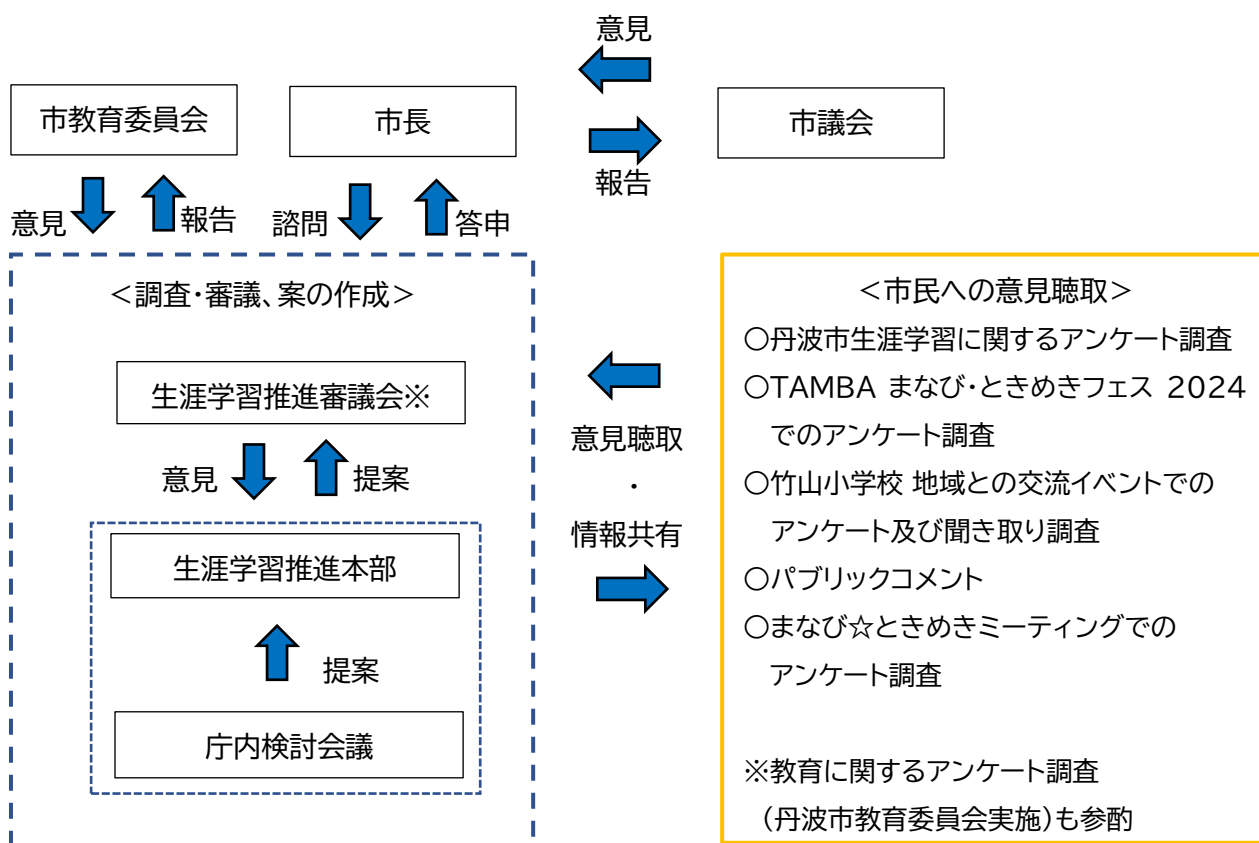 意見
市教育委員会
市長
市議会
報告
意見
報告
諮問
答申
＜調査・審議、案の作成＞
生涯学習推進審議会※
意見
提案
生涯学習推進本部
提案
庁内検討会議
意見聴取
・
情報共有
＜市民への意見聴取＞
○丹波市生涯学習に関するアンケート調査
○TAMBA まなび・ときめきフェス 2024
でのアンケート調査
○竹山小学校 地域との交流イベントでの
アンケート及び聞き取り調査
○パブリックコメント
○まなび☆ときめきミーティングでの
アンケート調査
※教育に関するアンケート調査
（丹波市教育委員会実施）も参酌